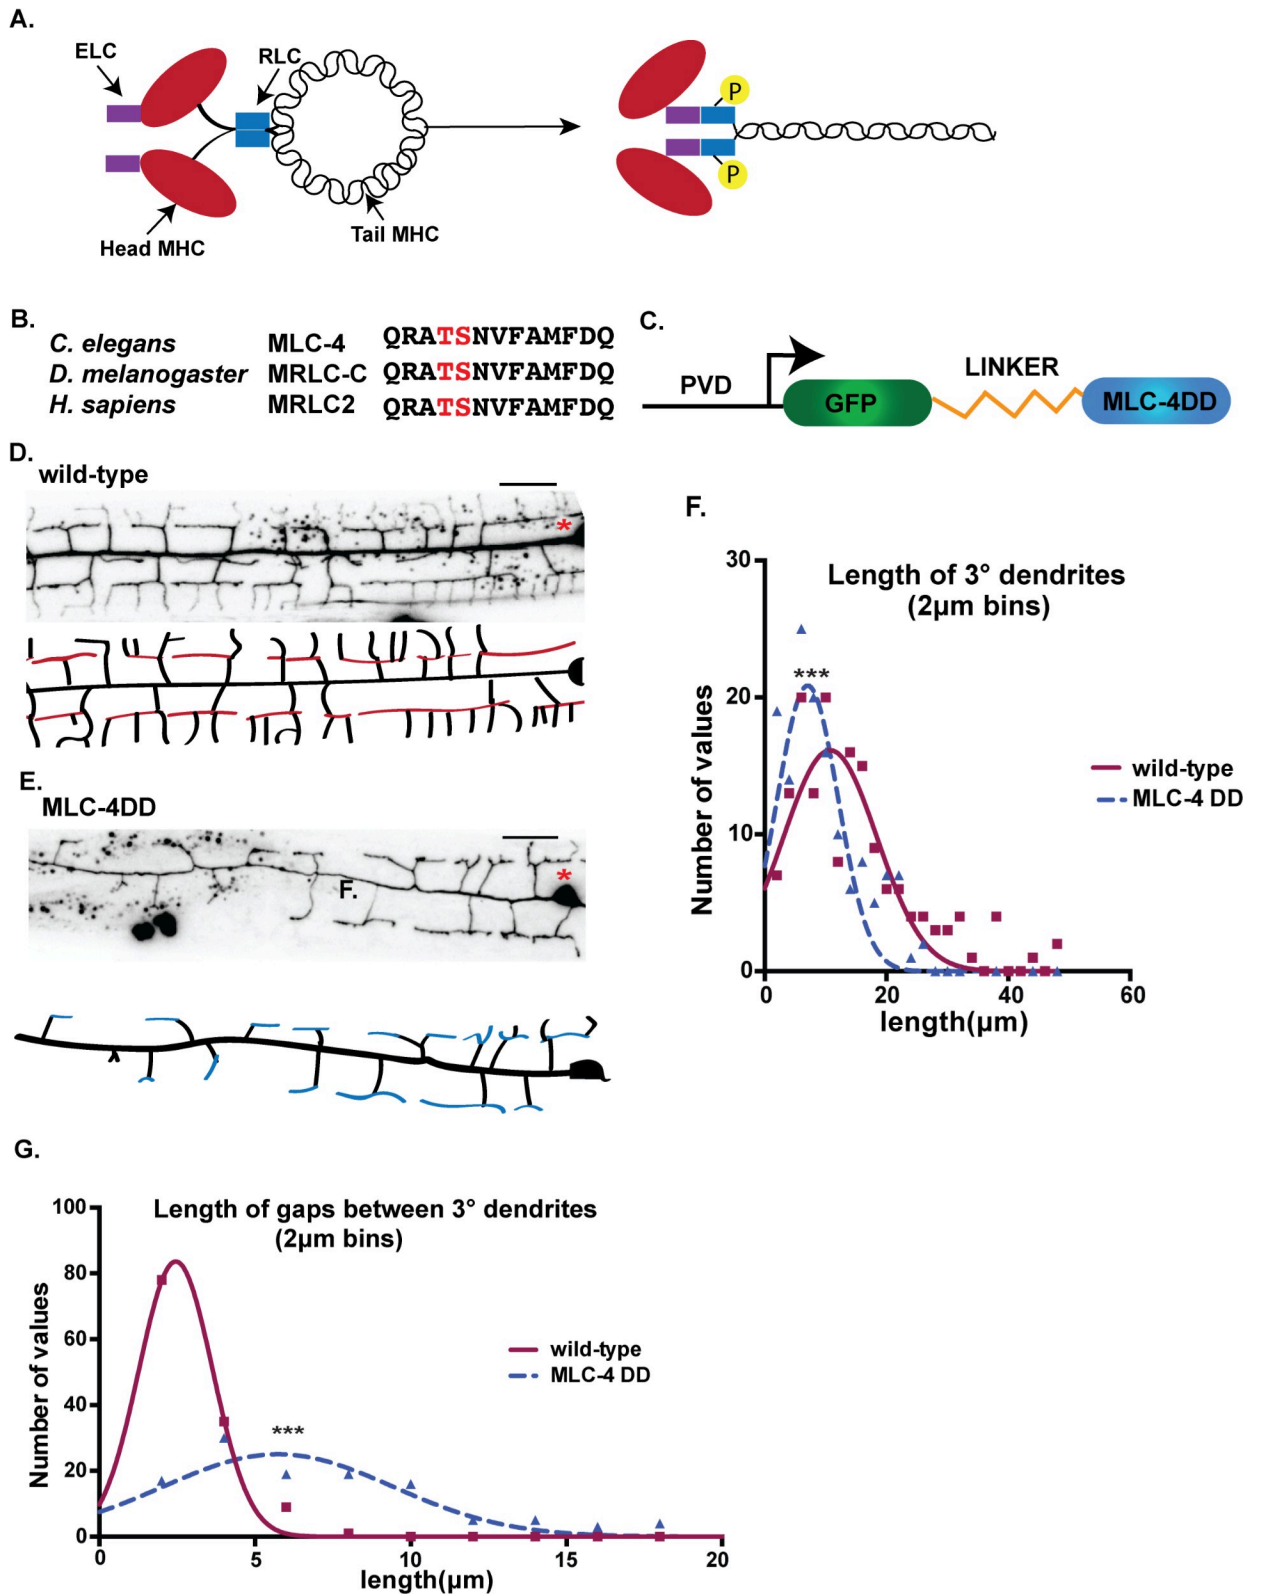 A.
ELC
RLC
Head MHC
Tail MHC
P
P
B.
C. elegans MLC-4 QRATSNVFAMFDQ
D. melanogaster MRLC-C QRATSNVFAMFDQ
H. sapiens MRLC2 QRATSNVFAMFDQ
C.
PVD
GFP
LINKER
MLC-4DD
D.
wild-type
*
E.
MLC-4DD
F.
*
F.
Length of 3° dendrites
(2µm bins)
Number of values
30
20
10
0
***
wild-type
MLC-4 DD
0 20 40 60
length(µm)
G.
Length of gaps between 3° dendrites
(2µm bins)
Number of values
100
80
60
40
20
0
***
wild-type
MLC-4 DD
0 5 10 15 20
length(µm)